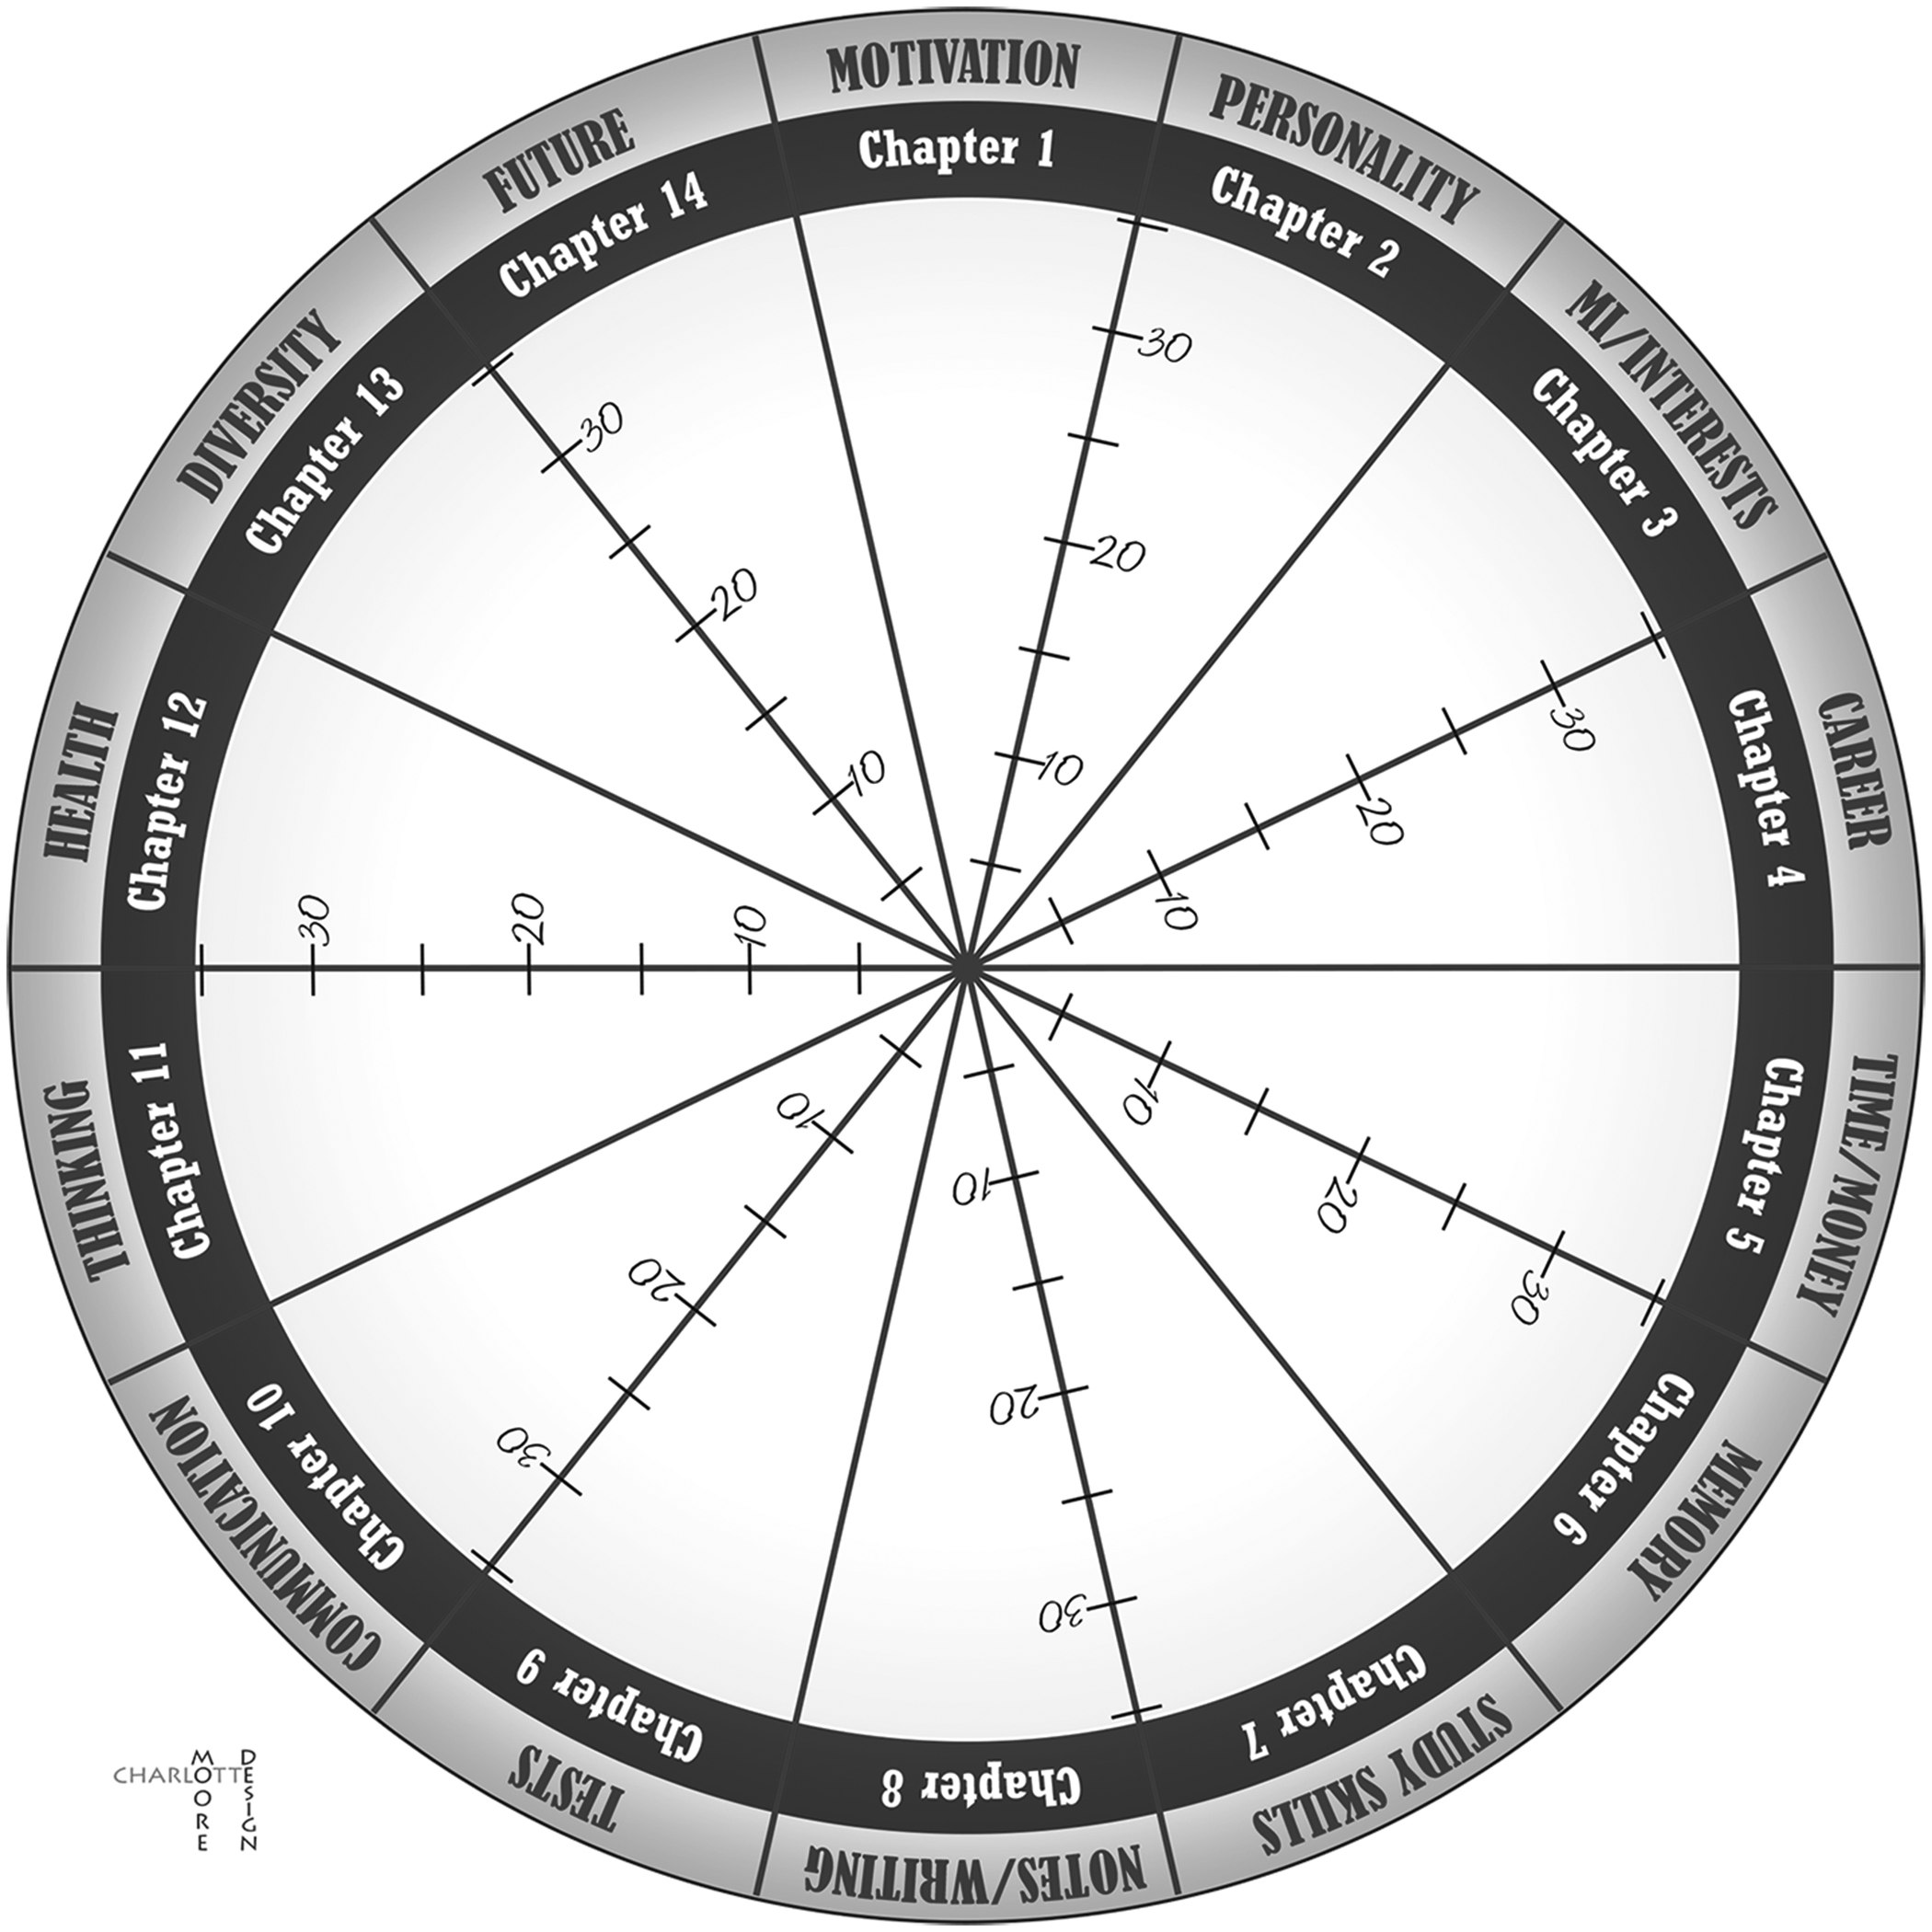 MOTIVATION
Chapter 1
PERSONALITY
Chapter 2
MI/INTERESTS
Chapter 3
CAREER
Chapter 4
TIME/MONEY
Chapter 5
MEMORY
Chapter 6
STUDY SKILLS
Chapter 7
NOTES/WRITING
Chapter 8
TESTS
Chapter 9
COMMUNICATION
Chapter 10
THINKING
Chapter 11
HEALTH
Chapter 12
DIVERSITY
Chapter 13
FUTURE
Chapter 14
30
20
10
30
20
10
10
20
30
10
20
30
10
20
30
30
20
10
30
20
10
CHARLOTTE
MOORE
DESIGN